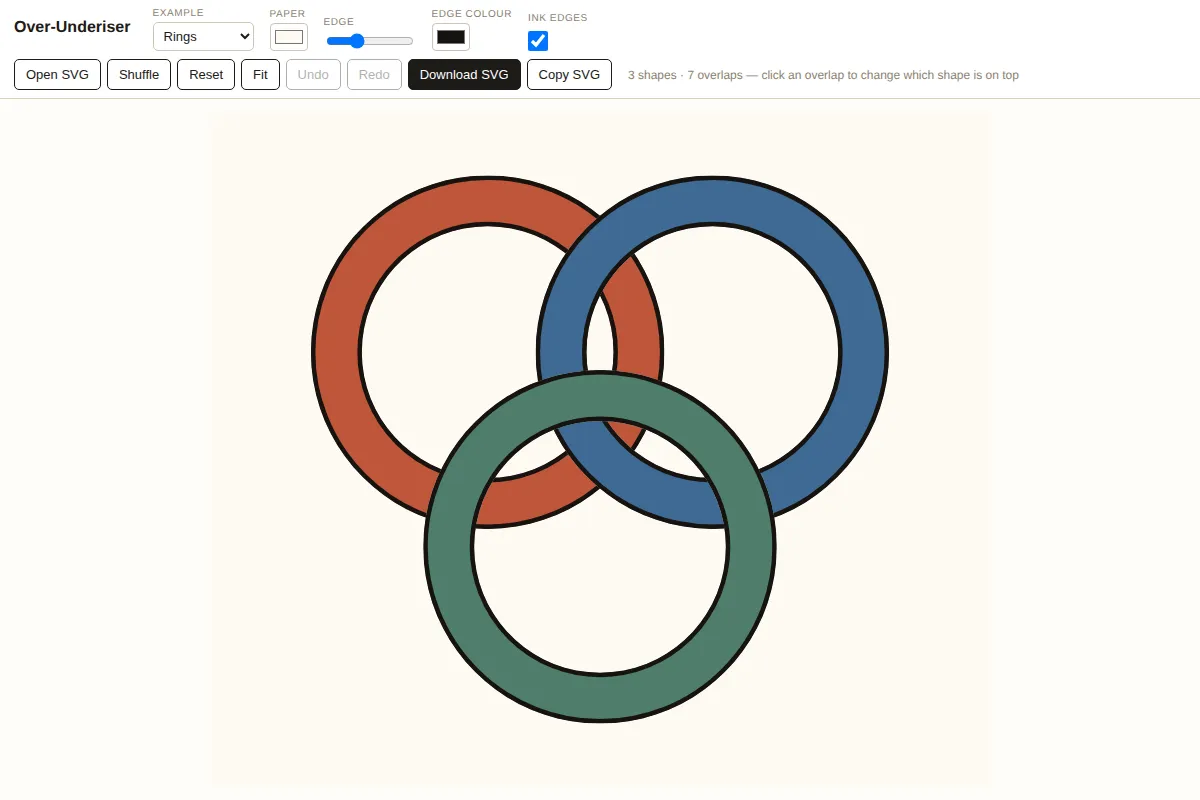 Over-Underiser
EXAMPLE
Rings
PAPER
EDGE
EDGE COLOUR
INK EDGES
Open SVG
Shuffle
Reset
Fit
Undo
Redo
Download SVG
Copy SVG
3 shapes · 7 overlaps — click an overlap to change which shape is on top